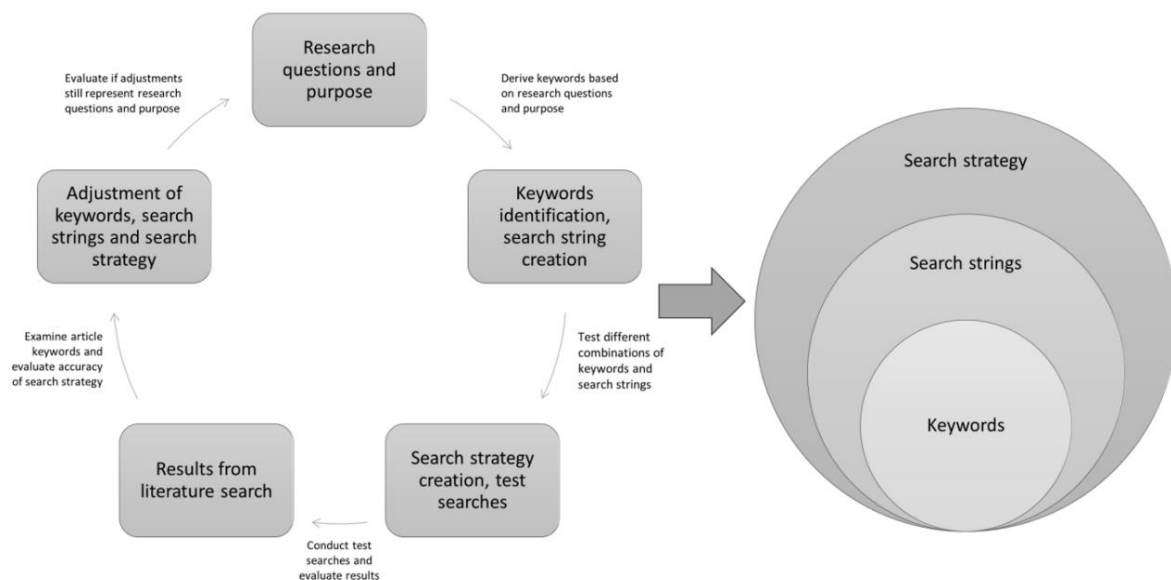 Research
questions and
purpose
Derive keywords based
on research questions
and purpose
Keywords
identification,
search string
creation
Test different
combinations of
keywords and
search strings
Search strategy
creation, test
searches
Conduct test
searches and
evaluate results
Results from
literature search
Examine article
keywords and
evaluate accuracy
of search strategy
Adjustment of
keywords, search
strings and search
strategy
Evaluate if adjustments
still represent research
questions and purpose
Search strategy
Search strings
Keywords